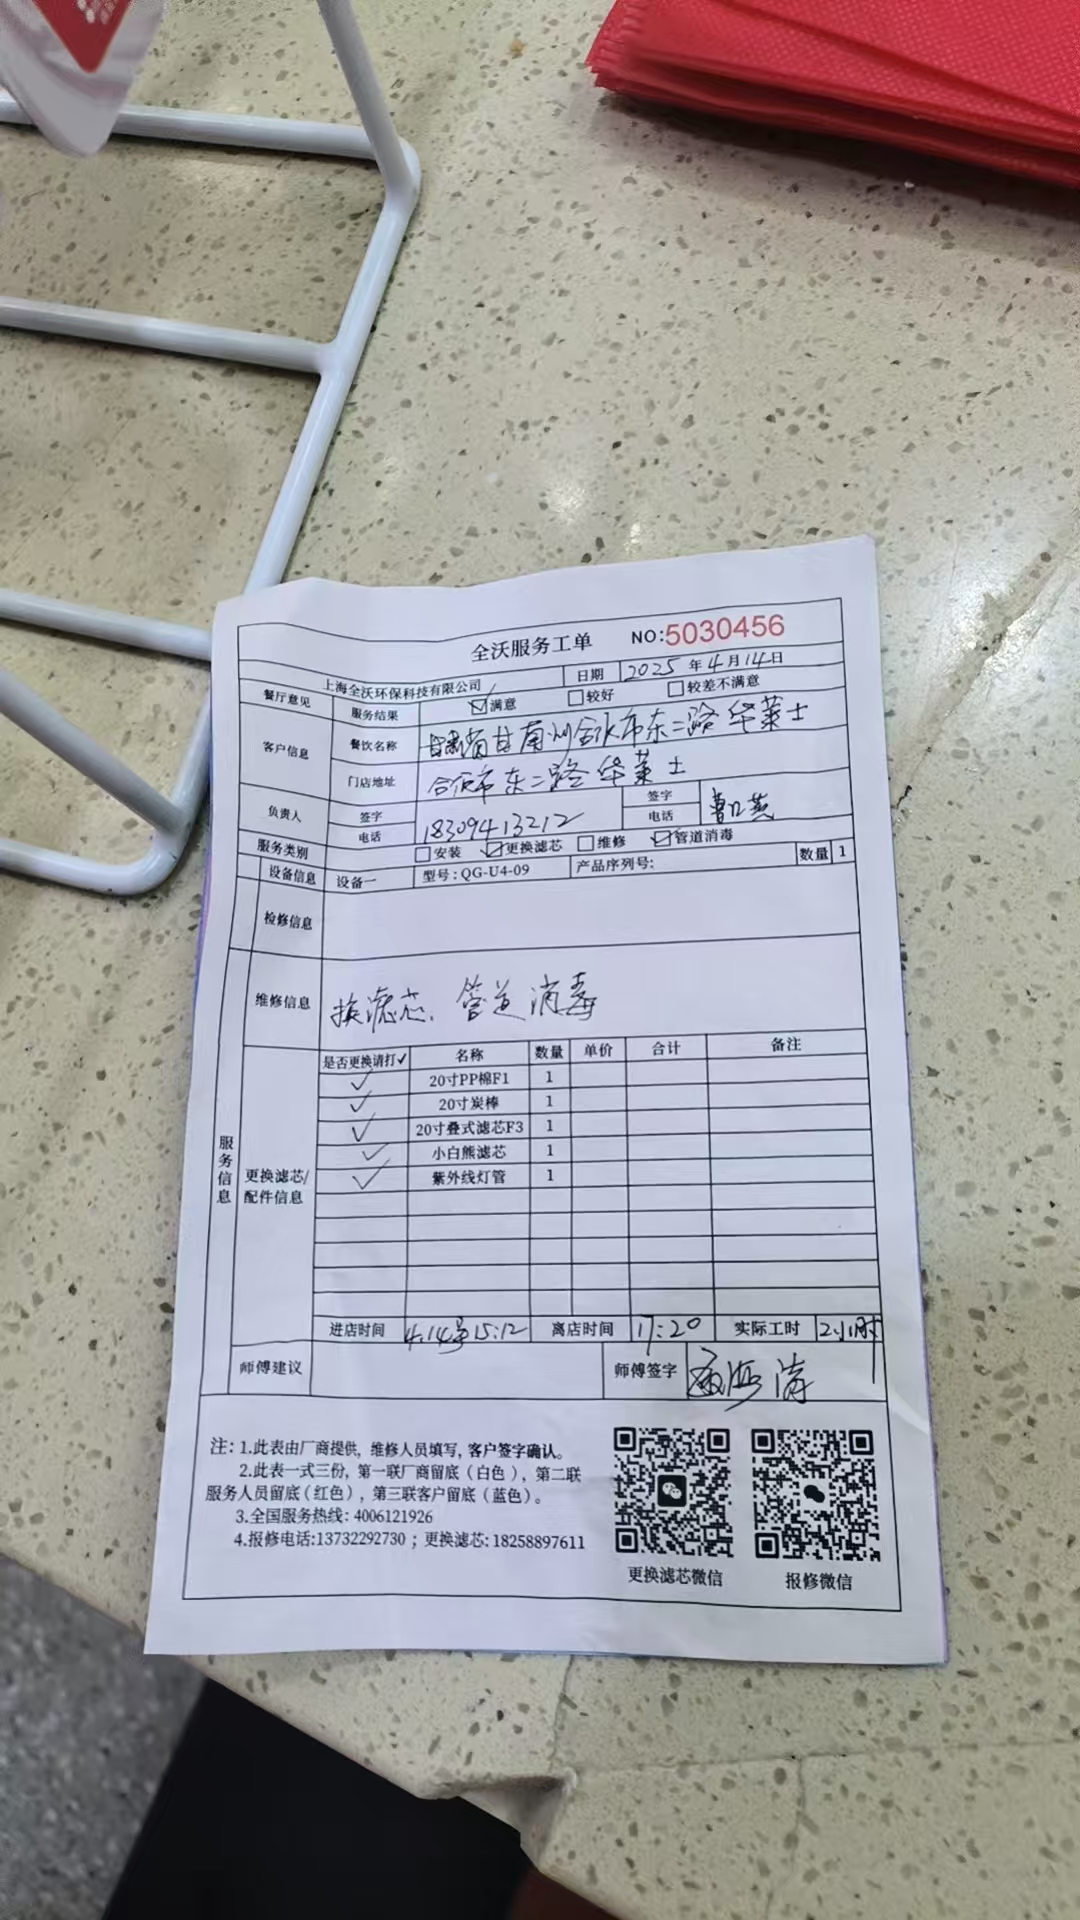 全沃服务工单 NO:5030456
上海全沃环保科技有限公司 日期 2025年4月14日
餐厅意见 服务结果 满意 较好 较差不满意
客户信息 餐饮名称 甘肃省甘南州合作市东二路华莱士
门店地址 合作市东二路华莱士
负责人 签字 签字
电话 18309413212 电话
服务类别 安装 更换滤芯 维修 管道消毒
设备信息 设备一 型号:QG-U4-09 产品序列号: 数量 1
检修信息
维修信息 换滤芯、管道消毒
服务信息
更换滤芯/配件信息
是否更换请打✓ 名称 数量 单价 合计 备注
✓ 20寸PP棉F1 1
✓ 20寸炭棒 1
✓ 20寸叠式滤芯F3 1
✓ 小白熊滤芯 1
✓ 紫外线灯管 1
进店时间 4.14号15:12 离店时间 17:20 实际工时 2小时
师傅建议 师傅签字
注: 1.此表由厂商提供, 维修人员填写, 客户签字确认。
2.此表一式三份, 第一联厂商留底(白色), 第二联
服务人员留底(红色), 第三联客户留底(蓝色)。
3.全国服务热线: 4006121926
4.报修电话:13732292730 ; 更换滤芯: 18258897611
更换滤芯微信 报修微信